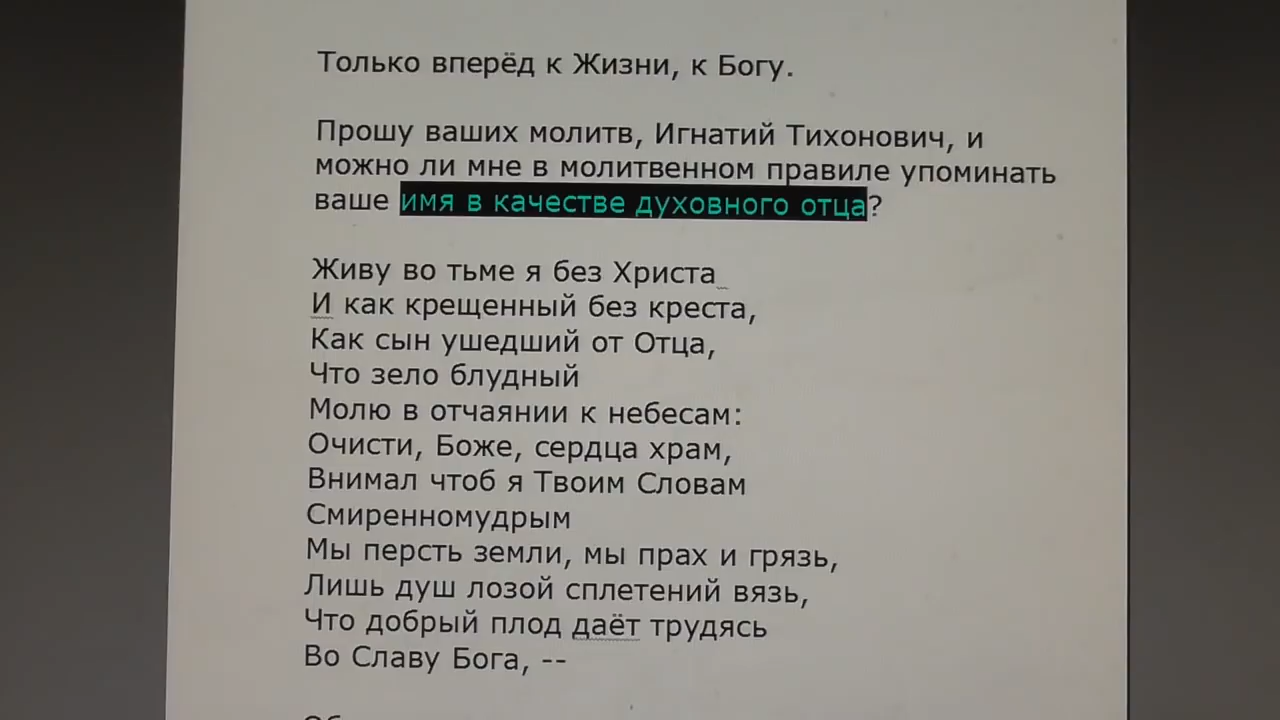 Только вперёд к Жизни, к Богу.
Прошу ваших молитв, Игнатий Тихонович, и
можно ли мне в молитвенном правиле упоминать
ваше имя в качестве духовного отца?
Живу во тьме я без Христа
И как крещенный без креста,
Как сын ушедший от Отца,
Что зело блудный
Молю в отчаянии к небесам:
Очисти, Боже, сердца храм,
Внимал чтоб я Твоим Словам
Смиренномудрым
Мы персть земли, мы прах и грязь,
Лишь душ лозой сплетений вязь,
Что добрый плод даёт трудясь
Во Славу Бога, --